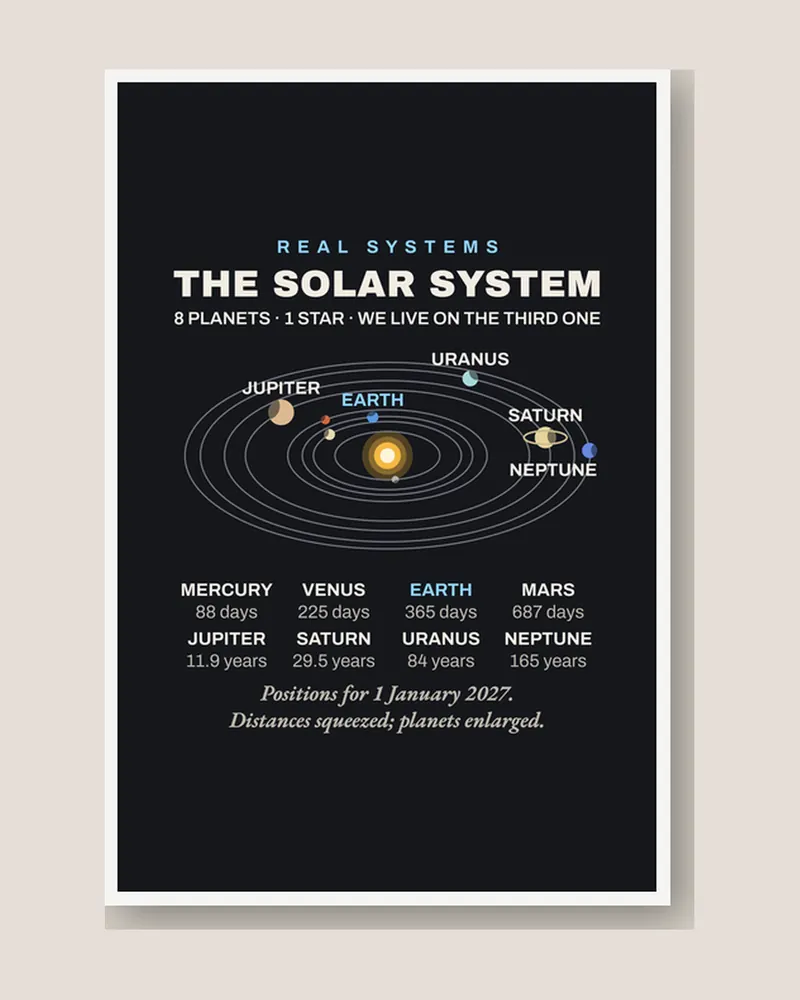 REAL SYSTEMS
THE SOLAR SYSTEM
8 PLANETS · 1 STAR · WE LIVE ON THE THIRD ONE
URANUS
JUPITER
EARTH
SATURN
NEPTUNE
MERCURY VENUS EARTH MARS
88 days 225 days 365 days 687 days
JUPITER SATURN URANUS NEPTUNE
11.9 years 29.5 years 84 years 165 years
Positions for 1 January 2027.
Distances squeezed; planets enlarged.